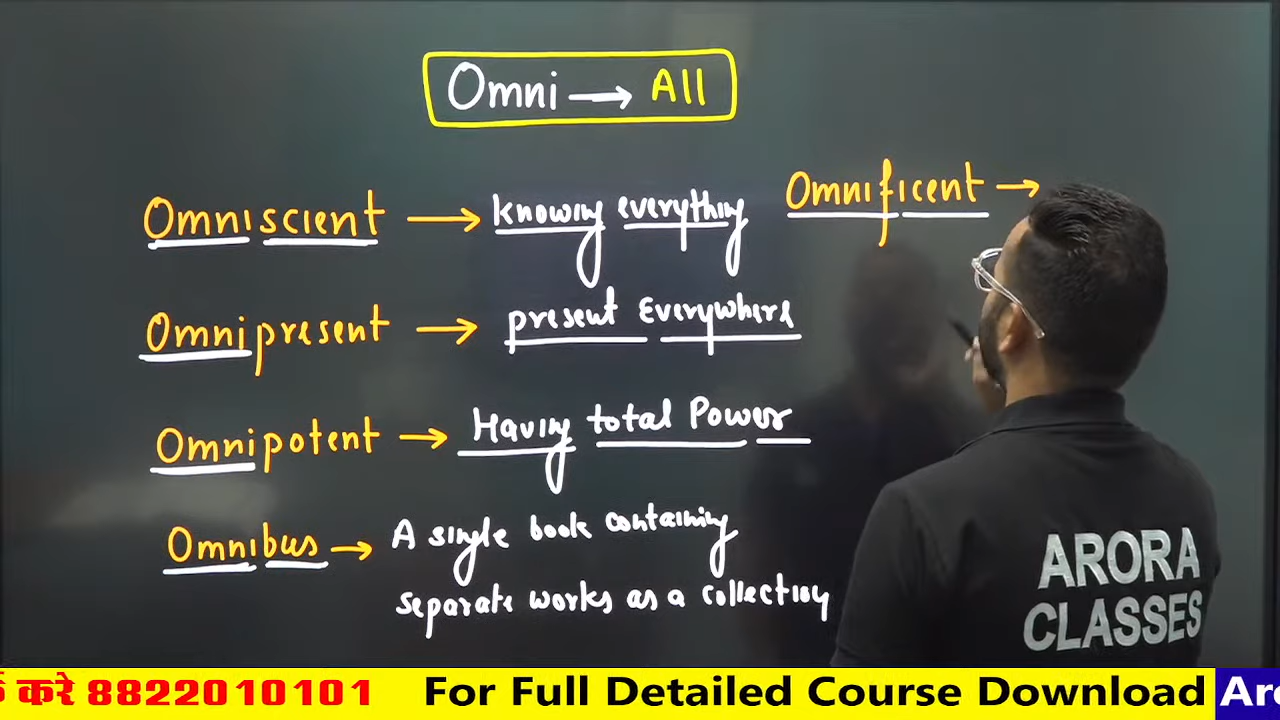 Omni → All
Omniscient → knowing everything
Omnificent →
Omnipresent → present Everywhere
Omnipotent → Having total Power
Omnibus → A single book containing
separate works as a collection
ARORA
CLASSES
करे 8822010101 For Full Detailed Course Download